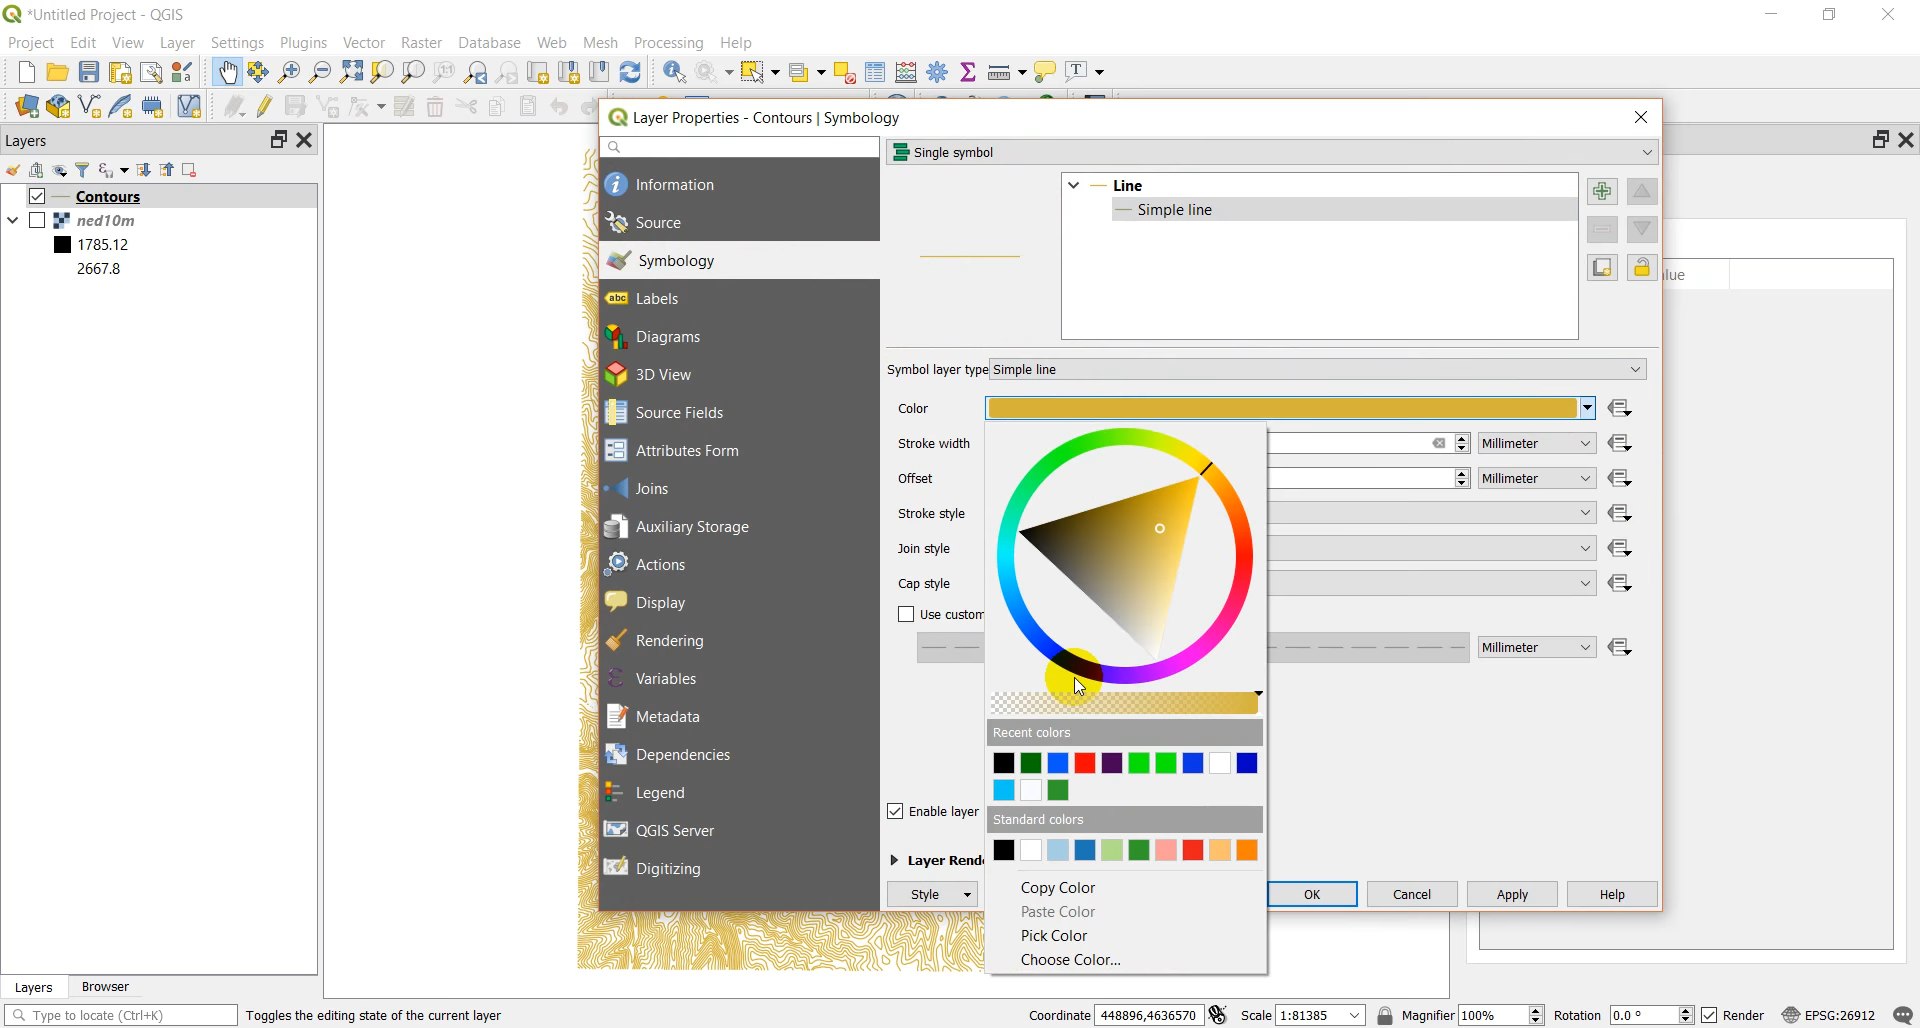 *Untitled Project - QGIS
Project Edit View Layer Settings Plugins Vector Raster Database Web Mesh Processing Help
Layers
Contours
ned10m
1785.12
2667.8
Layer Properties - Contours | Symbology
Information
Source
Symbology
Labels
Diagrams
3D View
Source Fields
Attributes Form
Joins
Auxiliary Storage
Actions
Display
Rendering
Variables
Metadata
Dependencies
Legend
QGIS Server
Digitizing
Single symbol
Line
Simple line
Symbol layer type Simple line
Color
Stroke width Millimeter
Offset Millimeter
Stroke style
Join style
Cap style
Use custom
Millimeter
Recent colors
Enable layer
Standard colors
Layer Rende
Style
Copy Color
Paste Color
Pick Color
Choose Color...
OK Cancel Apply Help
lue
Layers Browser
Type to locate (Ctrl+K) Toggles the editing state of the current layer Coordinate 448896,4636570 Scale 1:81385 Magnifier 100% Rotation 0.0 ° Render EPSG:26912